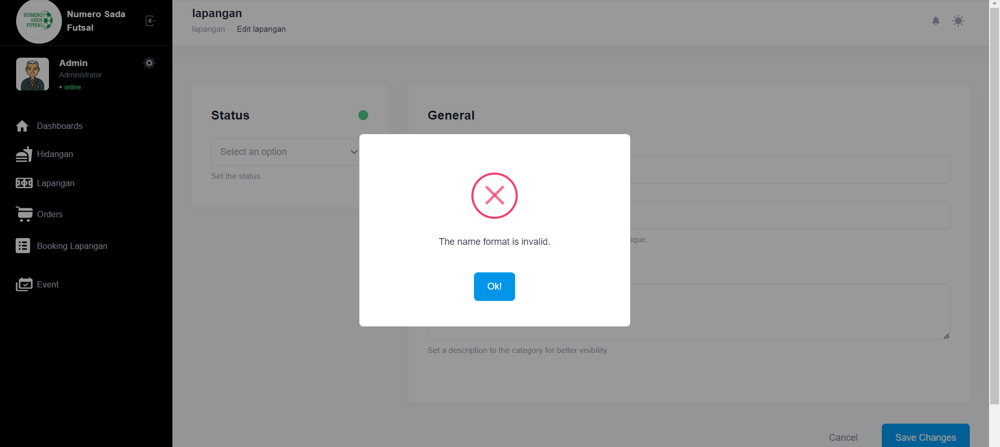 NUMERO
SADA
FUTSAL
Numero Sada
Futsal
Admin
Administrator
online
Dashboards
Hidangan
Lapangan
Orders
Booking Lapangan
Event
lapangan
lapangan - Edit lapangan
Status
Select an option
Set the status.
General
ique.
Set a description to the category for better visibility.
The name format is invalid.
Ok!
Cancel
Save Changes